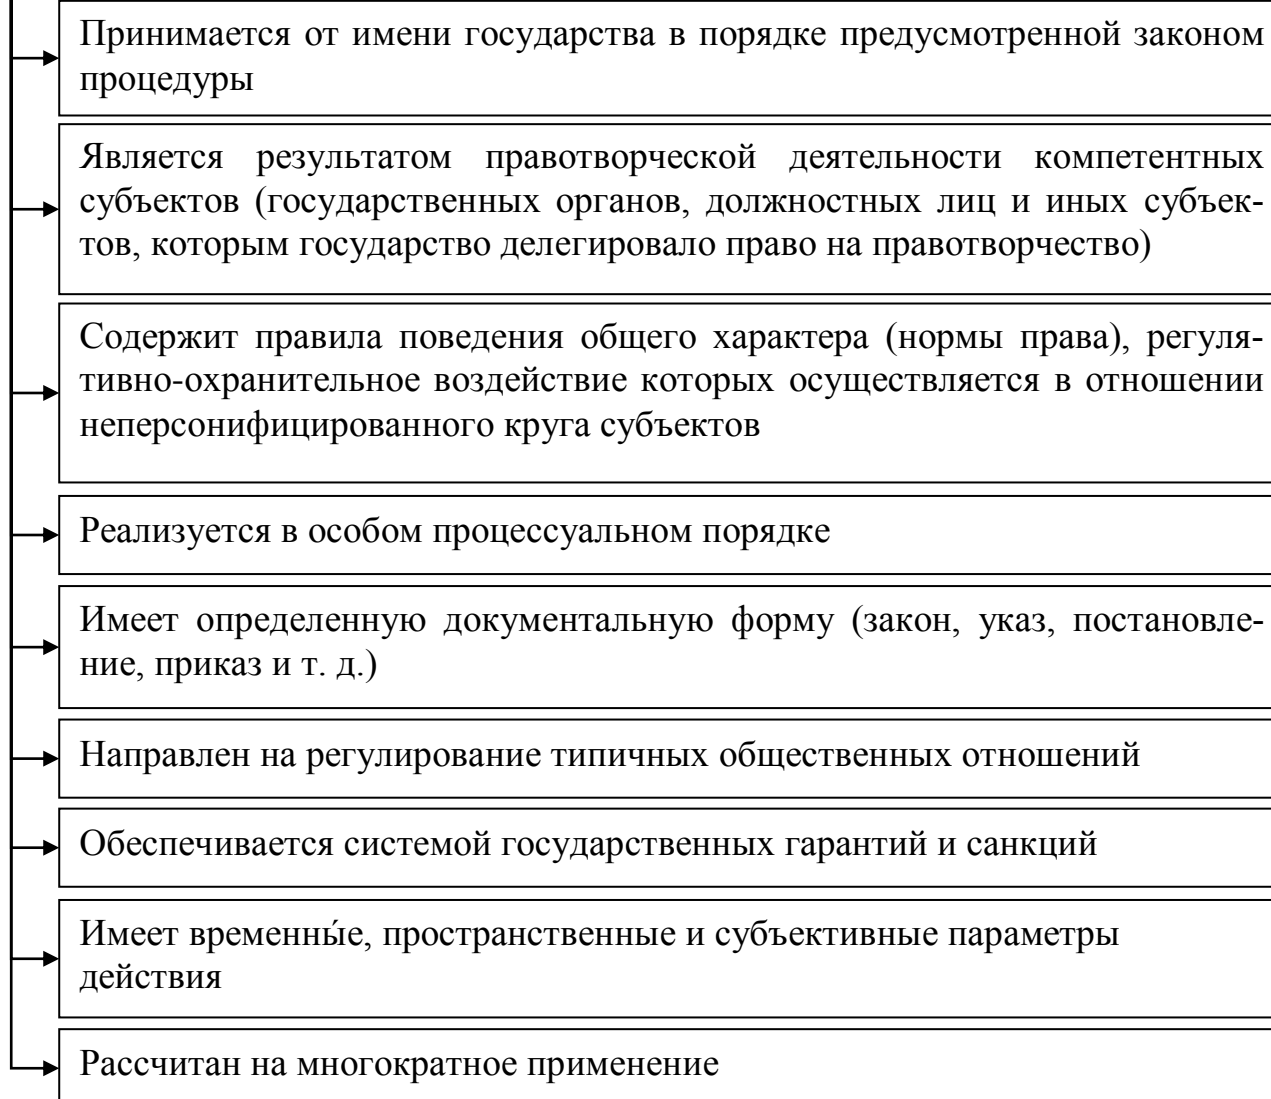 Принимается от имени государства в порядке предусмотренной законом
процедуры
Является результатом правотворческой деятельности компетентных
субъектов (государственных органов, должностных лиц и иных субъек-
тов, которым государство делегировало право на правотворчество)
Содержит правила поведения общего характера (нормы права), регуля-
тивно-охранительное воздействие которых осуществляется в отношении
неперсонифицированного круга субъектов
Реализуется в особом процессуальном порядке
Имеет определенную документальную форму (закон, указ, постановле-
ние, приказ и т. д.)
Направлен на регулирование типичных общественных отношений
Обеспечивается системой государственных гарантий и санкций
Имеет временны́е, пространственные и субъективные параметры
действия
Рассчитан на многократное применение